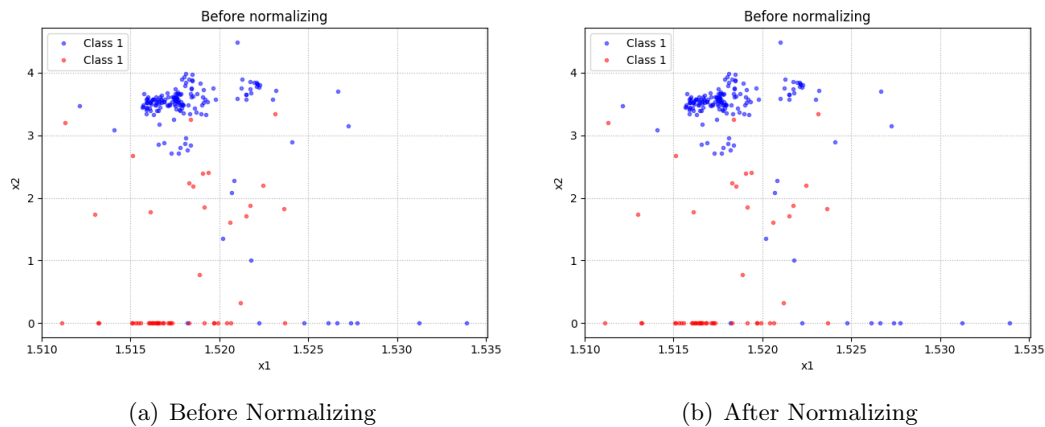 Before normalizing
Class 1
Class 1
4
3
2
1
0
x2
1.510 1.515 1.520 1.525 1.530 1.535
x1
(a) Before Normalizing
Before normalizing
Class 1
Class 1
4
3
2
1
0
x2
1.510 1.515 1.520 1.525 1.530 1.535
x1
(b) After Normalizing